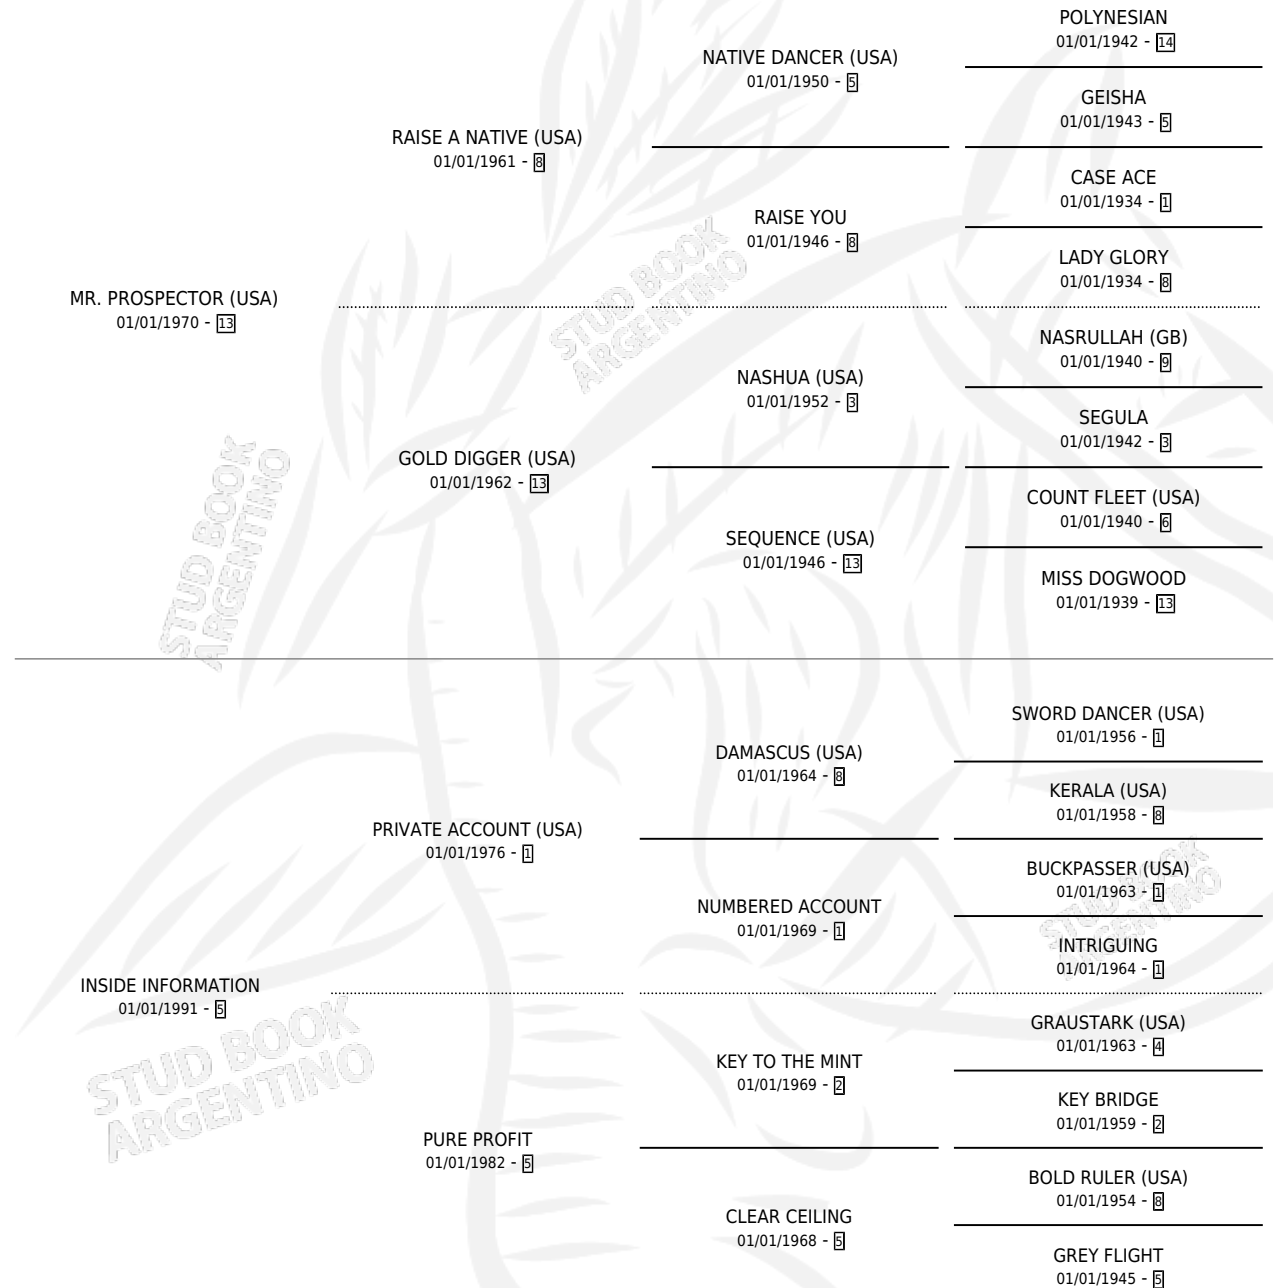 POLYNESIAN
01/01/1942 - 14
NATIVE DANCER (USA)
01/01/1950 - 5
GEISHA
01/01/1943 - 5
RAISE A NATIVE (USA)
01/01/1961 - 8
CASE ACE
01/01/1934 - 1
RAISE YOU
01/01/1946 - 8
LADY GLORY
01/01/1934 - 8
MR. PROSPECTOR (USA)
01/01/1970 - 13
NASRULLAH (GB)
01/01/1940 - 9
NASHUA (USA)
01/01/1952 - 3
SEGULA
01/01/1942 - 3
GOLD DIGGER (USA)
01/01/1962 - 13
COUNT FLEET (USA)
01/01/1940 - 6
SEQUENCE (USA)
01/01/1946 - 13
MISS DOGWOOD
01/01/1939 - 13
SWORD DANCER (USA)
01/01/1956 - 1
DAMASCUS (USA)
01/01/1964 - 8
KERALA (USA)
01/01/1958 - 8
PRIVATE ACCOUNT (USA)
01/01/1976 - 1
BUCKPASSER (USA)
01/01/1963 - 1
NUMBERED ACCOUNT
01/01/1969 - 1
INTRIGUING
01/01/1964 - 1
INSIDE INFORMATION
01/01/1991 - 5
GRAUSTARK (USA)
01/01/1963 - 4
KEY TO THE MINT
01/01/1969 - 2
KEY BRIDGE
01/01/1959 - 2
PURE PROFIT
01/01/1982 - 5
BOLD RULER (USA)
01/01/1954 - 8
CLEAR CEILING
01/01/1968 - 5
GREY FLIGHT
01/01/1945 - 5
STUD BOOK
ARGENTINO
STUD BOOK
ARGENTINO
STUD BOOK
ARGENTINO
STUD BOOK
ARGENTINO